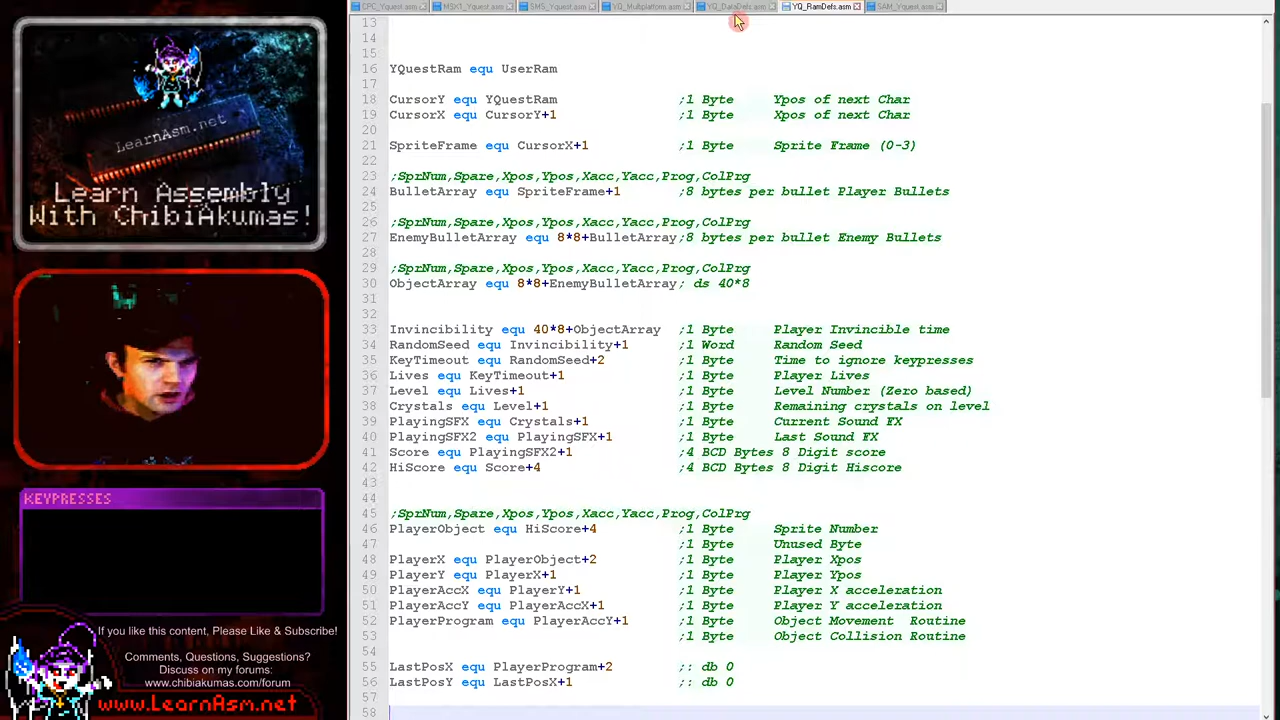 CPC_Yquest.asm MSX1_Yquest.asm SMS_Yquest.asm YQ_Multiplatform.asm YQ_DataDefs.asm YQ_RamDefs.asm SAM_Yquest.asm
LearnAsm.net
Learn Assembly
With ChibiAkumas!
KEYPRESSES
If you like this content, Please Like & Subscribe!
Comments, Questions, Suggestions?
Discuss on my forums:
www.chibiakumas.com/forum
www.LearnAsm.net
13
14
15
16 YQuestRam equ UserRam
17
18 CursorY equ YQuestRam ;1 Byte Ypos of next Char
19 CursorX equ CursorY+1 ;1 Byte Xpos of next Char
20
21 SpriteFrame equ CursorX+1 ;1 Byte Sprite Frame (0-3)
22
23 ;SprNum,Spare,Xpos,Ypos,Xacc,Yacc,Prog,ColPrg
24 BulletArray equ SpriteFrame+1 ;8 bytes per bullet Player Bullets
25
26 ;SprNum,Spare,Xpos,Ypos,Xacc,Yacc,Prog,ColPrg
27 EnemyBulletArray equ 8*8+BulletArray;8 bytes per bullet Enemy Bullets
28
29 ;SprNum,Spare,Xpos,Ypos,Xacc,Yacc,Prog,ColPrg
30 ObjectArray equ 8*8+EnemyBulletArray; ds 40*8
31
32
33 Invincibility equ 40*8+ObjectArray ;1 Byte Player Invincible time
34 RandomSeed equ Invincibility+1 ;1 Word Random Seed
35 KeyTimeout equ RandomSeed+2 ;1 Byte Time to ignore keypresses
36 Lives equ KeyTimeout+1 ;1 Byte Player Lives
37 Level equ Lives+1 ;1 Byte Level Number (Zero based)
38 Crystals equ Level+1 ;1 Byte Remaining crystals on level
39 PlayingSFX equ Crystals+1 ;1 Byte Current Sound FX
40 PlayingSFX2 equ PlayingSFX+1 ;1 Byte Last Sound FX
41 Score equ PlayingSFX2+1 ;4 BCD Bytes 8 Digit score
42 HiScore equ Score+4 ;4 BCD Bytes 8 Digit Hiscore
43
44
45 ;SprNum,Spare,Xpos,Ypos,Xacc,Yacc,Prog,ColPrg
46 PlayerObject equ HiScore+4 ;1 Byte Sprite Number
47 ;1 Byte Unused Byte
48 PlayerX equ PlayerObject+2 ;1 Byte Player Xpos
49 PlayerY equ PlayerX+1 ;1 Byte Player Ypos
50 PlayerAccX equ PlayerY+1 ;1 Byte Player X acceleration
51 PlayerAccY equ PlayerAccX+1 ;1 Byte Player Y acceleration
52 PlayerProgram equ PlayerAccY+1 ;1 Byte Object Movement Routine
53 ;1 Byte Object Collision Routine
54
55 LastPosX equ PlayerProgram+2 ;: db 0
56 LastPosY equ LastPosX+1 ;: db 0
57
58